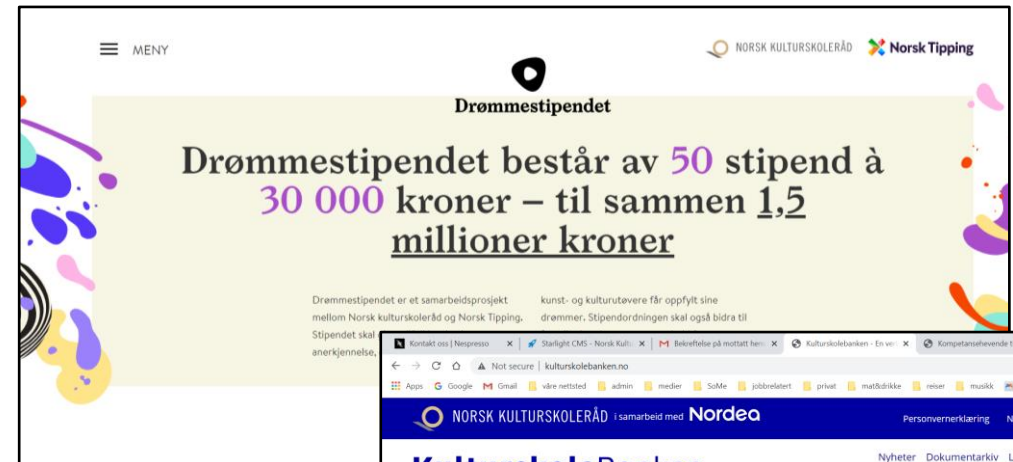 MENY
NORSK KULTURSKOLERÅD Norsk Tipping
Drømmestipendet
Drømmestipendet består av 50 stipend à
30 000 kroner – til sammen 1,5
millioner kroner
Drømmestipendet er et samarbeidsprosjekt
mellom Norsk kulturskoleråd og Norsk Tipping.
Stipendet skal
anerkjennelse,
kunst- og kulturutøvere får oppfylt sine
drømmer. Stipendordningen skal også bidra til
Kontakt oss | Nespresso
Starlight CMS - Norsk Kultu
Bekreftelse på mottatt hen
Kulturskolebanken - En ver
Kompetansehevende t
Not secure | kulturskolebanken.no
Apps Google Gmail våre nettsted admin medier SoMe jobbrelatert privat mat&drikke reiser musikk
NORSK KULTURSKOLERÅD i samarbeid med Nordea Personvernerklæring
Nyheter Dokumentarkiv